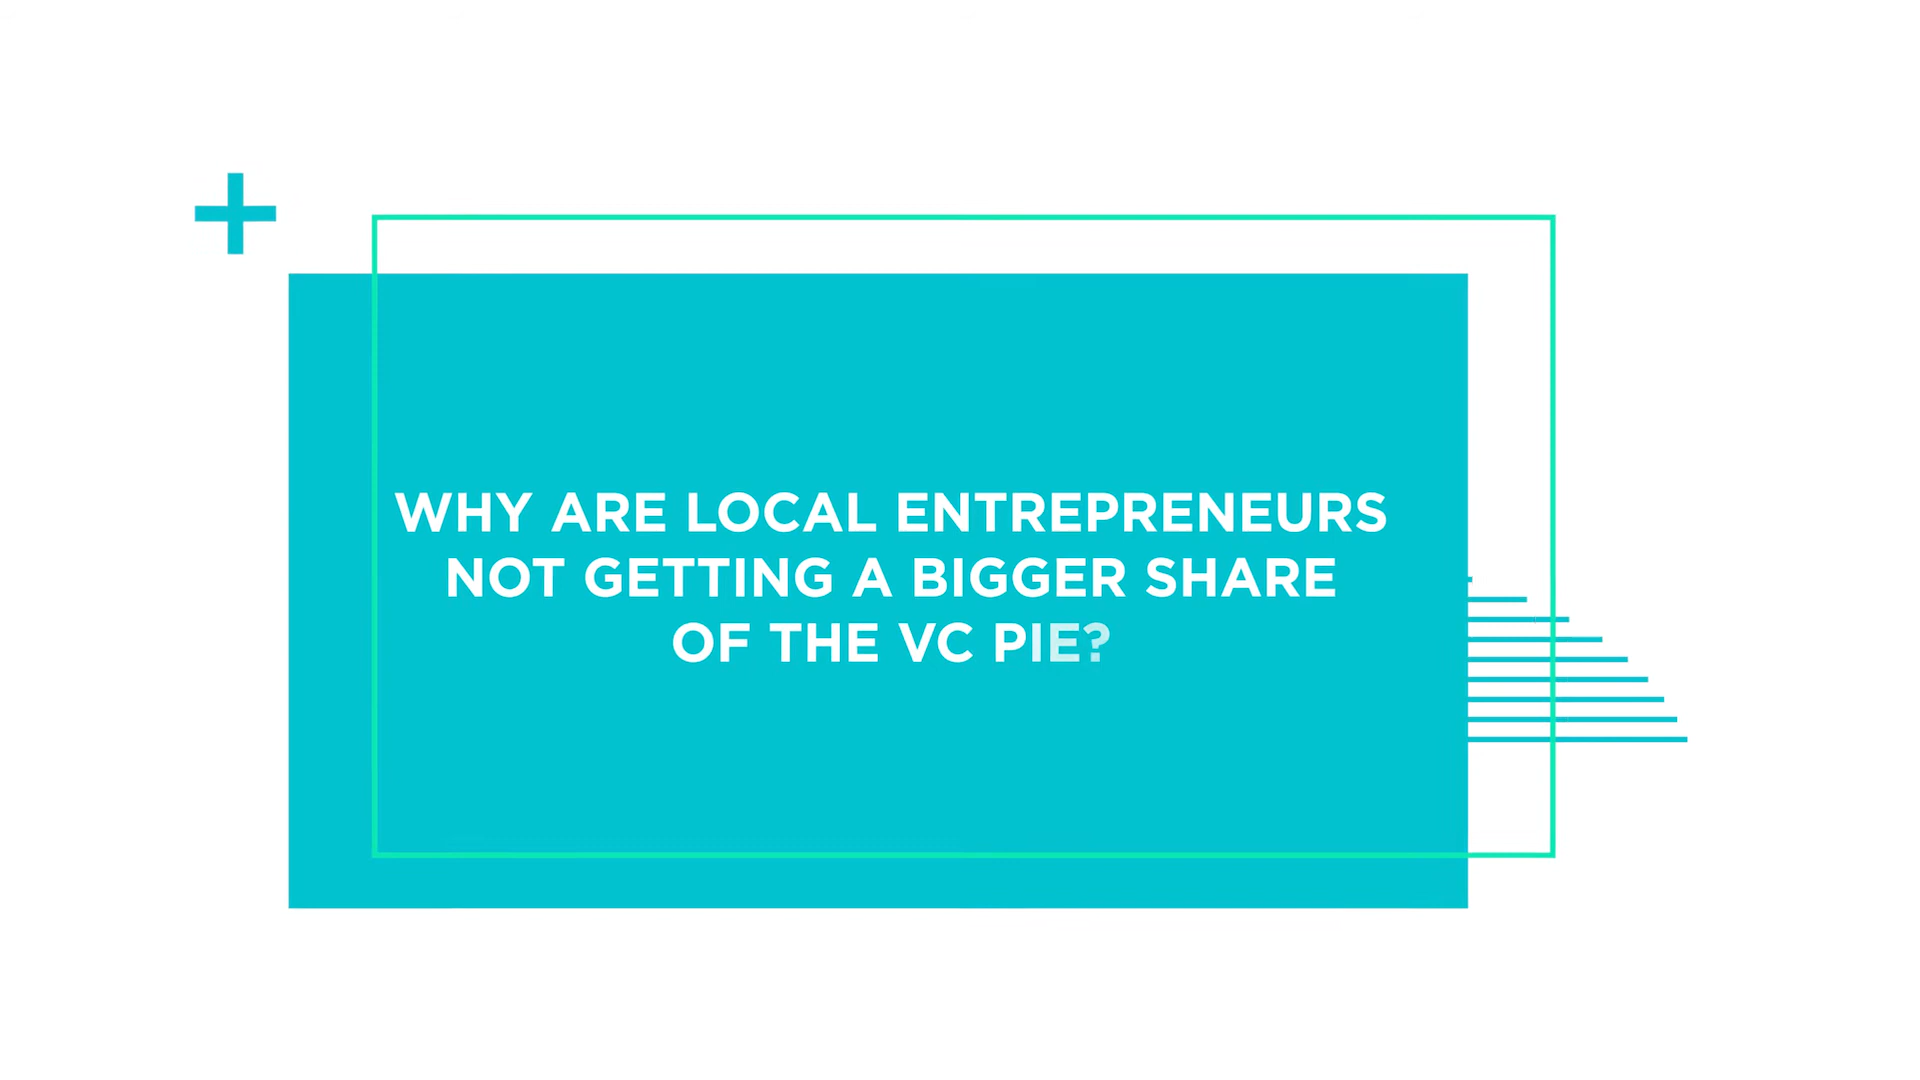 WHY ARE LOCAL ENTREPRENEURS
NOT GETTING A BIGGER SHARE
OF THE VC PIE?